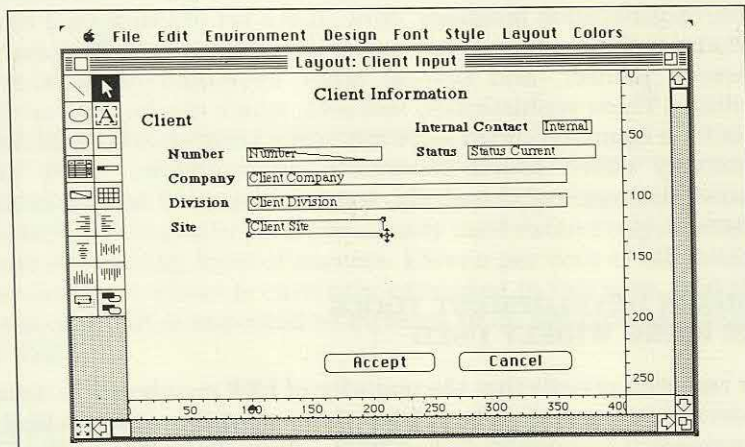 File Edit Environment Design Font Style Layout Colors
Layout: Client Input
Client Information
Client
Internal Contact Internal
Number Number Status Status Current
Company Client Company
Division Client Division
Site Client Site
A
0
50
100
150
200
250
Accept Cancel
0 50 100 150 200 250 300 350 400